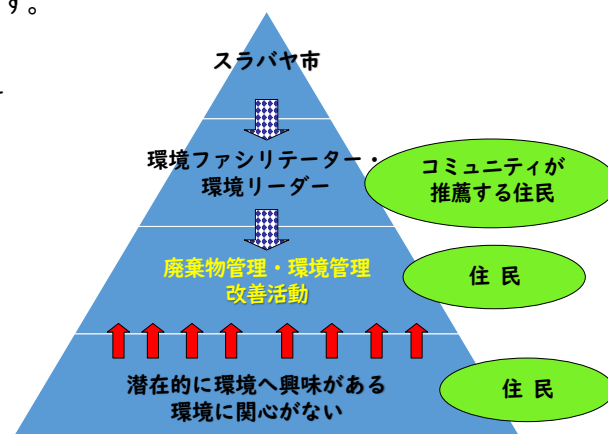 す。
スラバヤ市
環境ファシリテーター・
環境リーダー
コミュニティが
推薦する住民
廃棄物管理・環境管理
改善活動
住 民
潜在的に環境へ興味がある
環境に関心がない
住 民